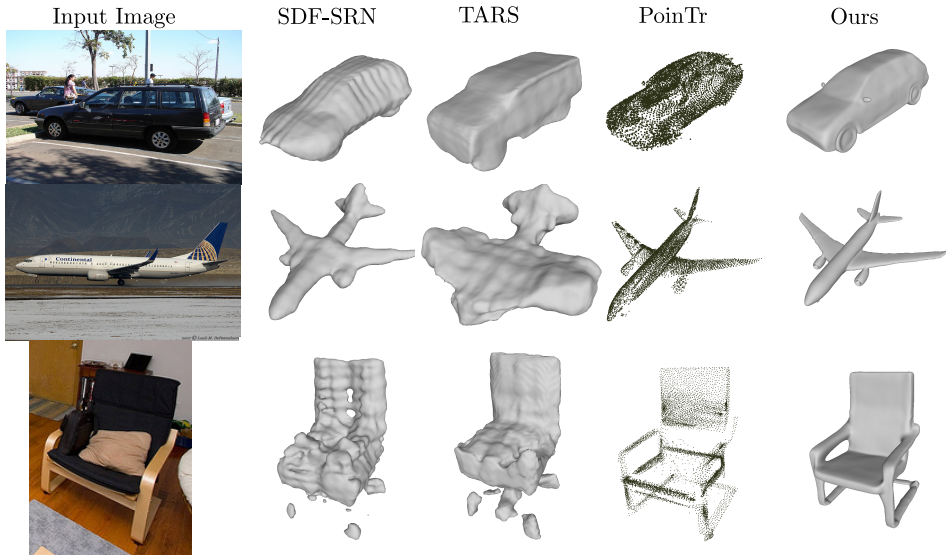 Input Image
SDF-SRN
TARS
PoinTr
Ours
Continental